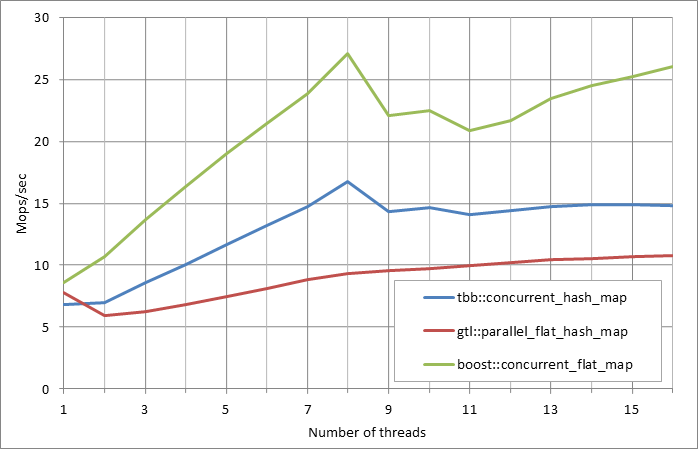 30
25
20
15
10
5
0
Mops/sec
tbb::concurrent_hash_map
gtl::parallel_flat_hash_map
boost::concurrent_flat_map
1 3 5 7 9 11 13 15
Number of threads